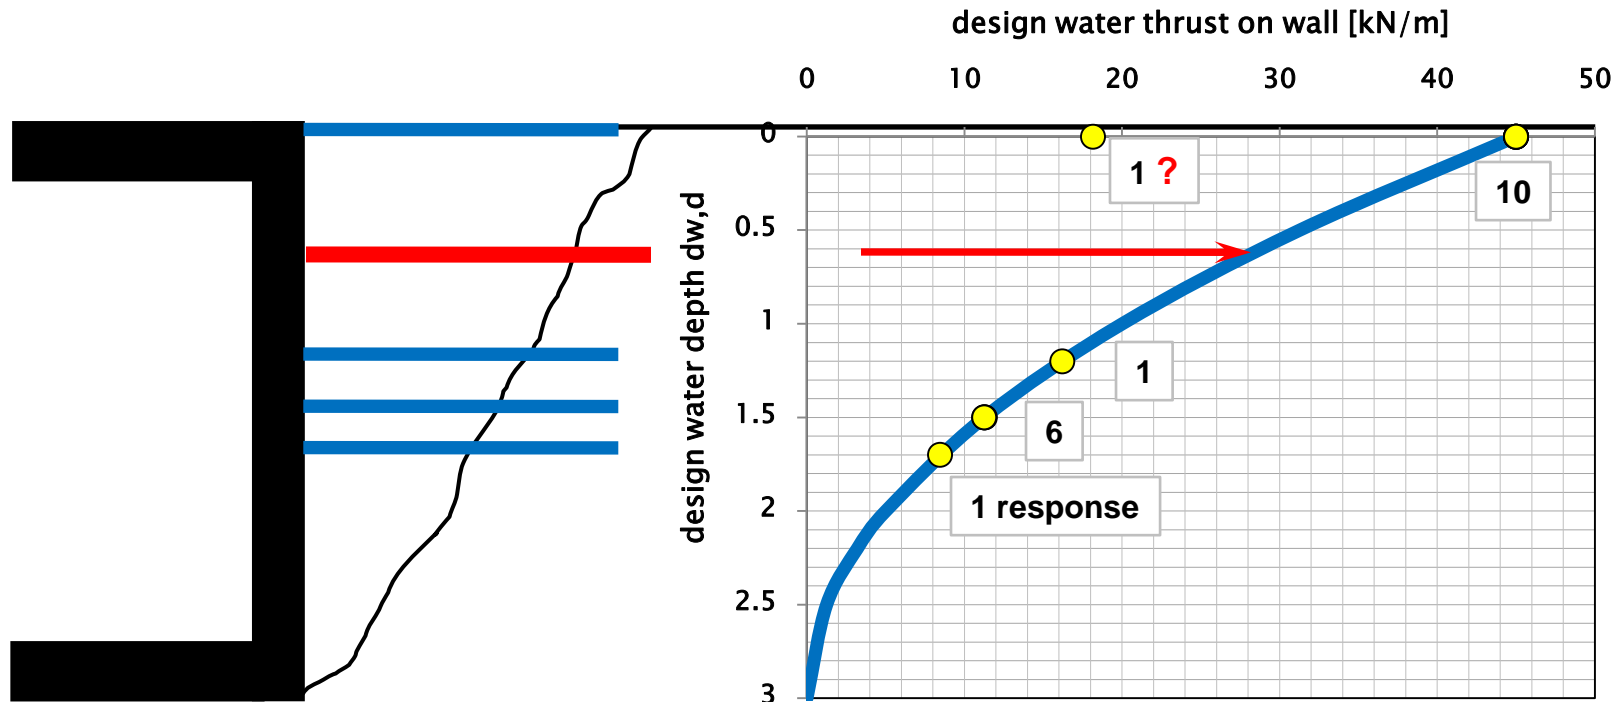 design water thrust on wall [kN/m]
0 10 20 30 40 50
design water depth dw,d
0
0.5
1
1.5
2
2.5
3
1 ?
10
1
6
1 response